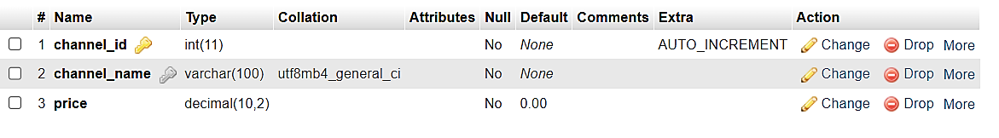 # Name Type Collation Attributes Null Default Comments Extra Action
1 channel_id int(11) No None AUTO_INCREMENT Change Drop More
2 channel_name varchar(100) utf8mb4_general_ci No None Change Drop More
3 price decimal(10,2) No 0.00 Change Drop More